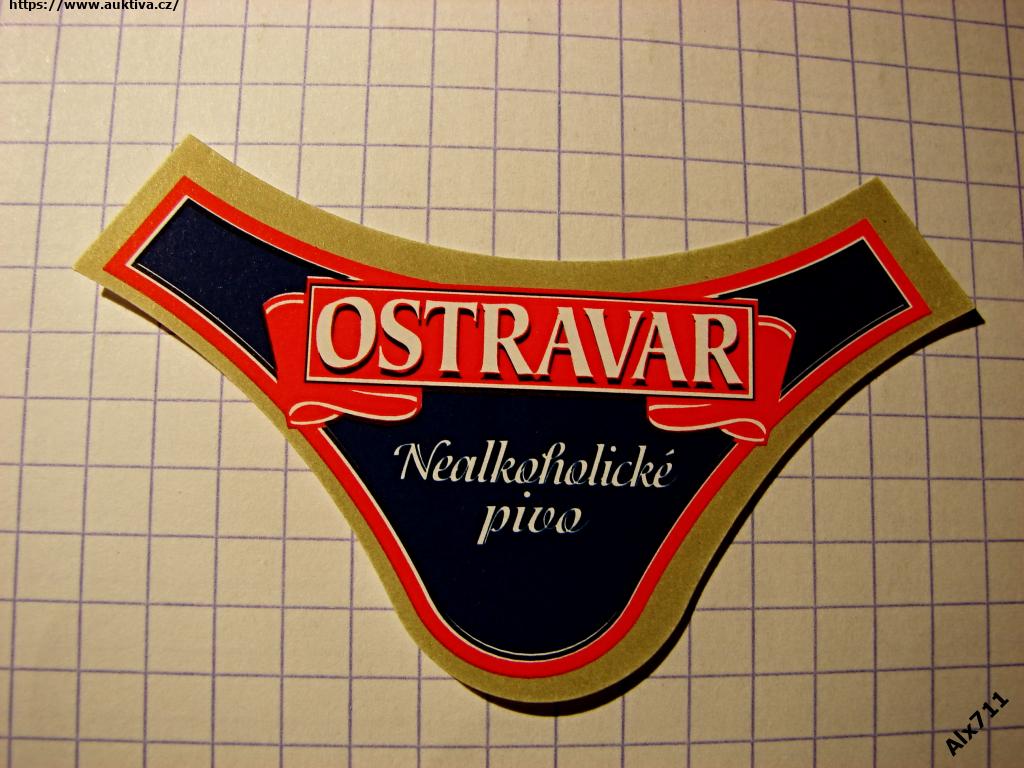 https://www.auktiva.cz/
OSTRAVAR
Nealkoholické
pivo
Alx711